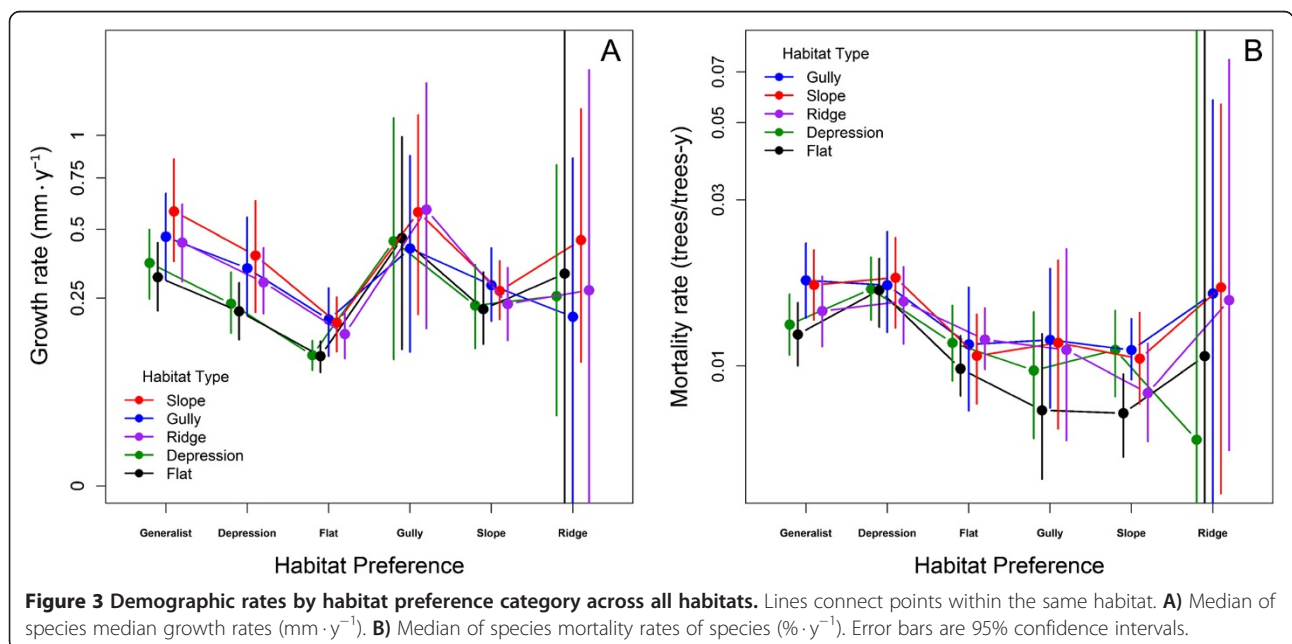 A
Growth rate (mm · y⁻¹)
1
0.75
0.5
0.25
0
Habitat Type
Slope
Gully
Ridge
Depression
Flat
Generalist Depression Flat Gully Slope Ridge
Habitat Preference
B
Mortality rate (trees/trees-y)
0.07
0.05
0.03
0.01
Habitat Type
Gully
Slope
Ridge
Depression
Flat
Generalist Depression Flat Gully Slope Ridge
Habitat Preference
Figure 3 Demographic rates by habitat preference category across all habitats. Lines connect points within the same habitat. A) Median of
species median growth rates (mm · y⁻¹). B) Median of species mortality rates of species (% · y⁻¹). Error bars are 95% confidence intervals.